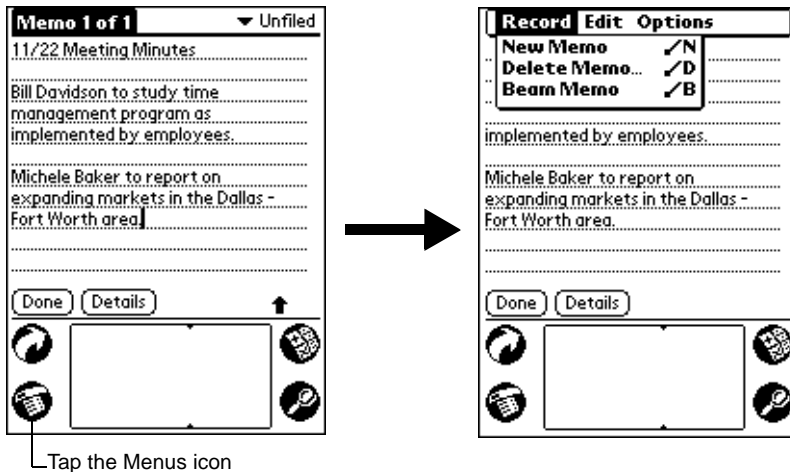 Memo 1 of 1
Unfiled
11/22 Meeting Minutes
Bill Davidson to study time
management program as
implemented by employees.
Michele Baker to report on
expanding markets in the Dallas -
Fort Worth area.
Done
Details
Tap the Menus icon
Record Edit Options
New Memo /N
Delete Memo... /D
Beam Memo /B
implemented by employees.
Michele Baker to report on
expanding markets in the Dallas -
Fort Worth area.
Done
Details